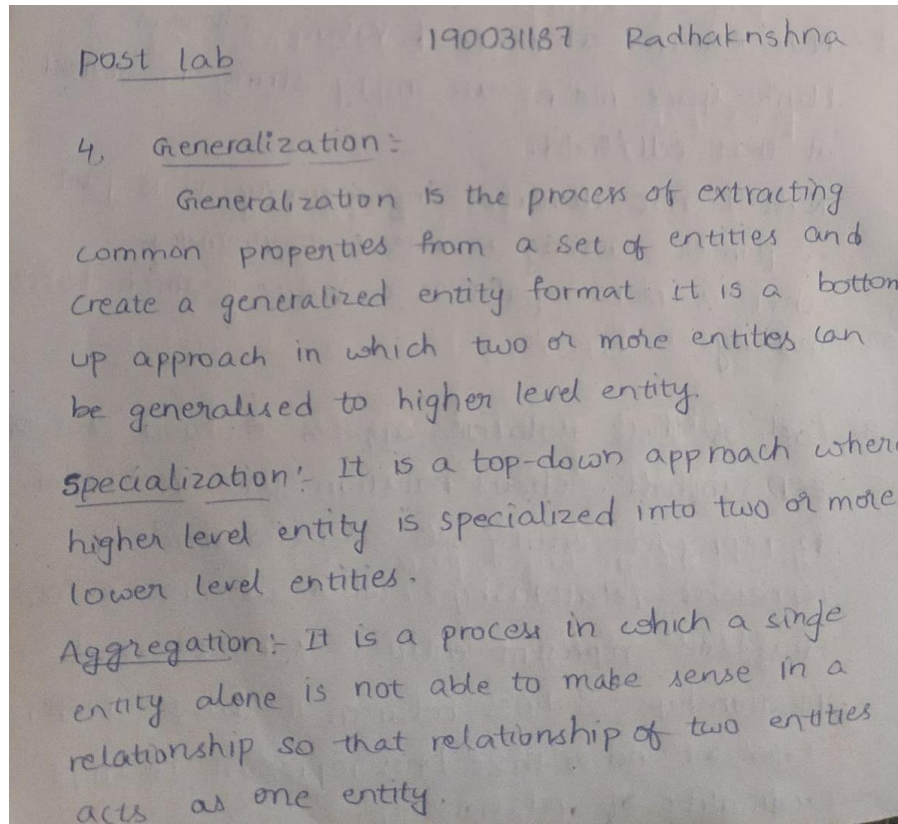 190031187 Radhakrishna
post lab
4, Generalization :-
Generalization is the process of extracting
common properties from a set of entities and
create a generalized entity format it is a bottom
up approach in which two or more entities can
be generalised to higher level entity.
Specialization :- It is a top-down approach where
higher level entity is specialized into two or more
lower level entities.
Aggregation :- It is a process in which a single
entity alone is not able to make sense in a
relationship so that relationship of two entities
acts as one entity.